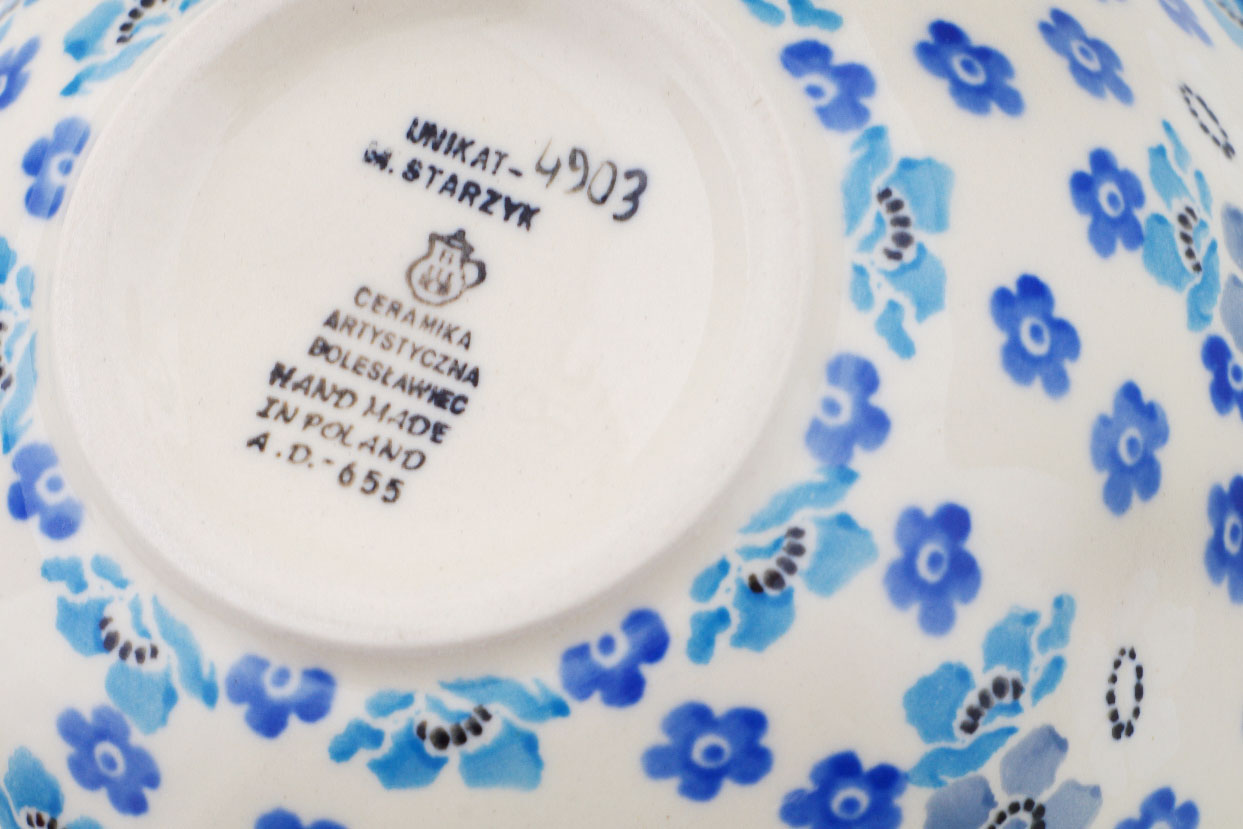 UNIKAT-4903
M. STARZYK
CERAMIKA
ARTYSTYCZNA
BOLESŁAWIEC
HAND MADE
IN POLAND
A.D.-655